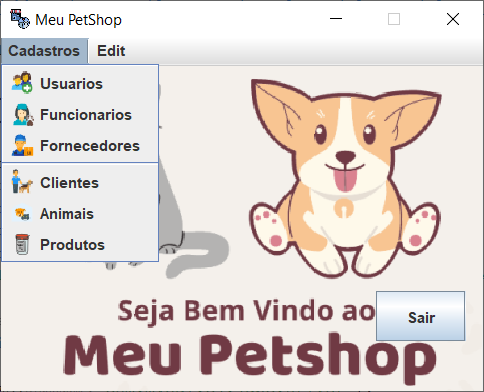 Meu PetShop
Cadastros Edit
Usuarios
Funcionarios
Fornecedores
Clientes
Animais
Produtos
Seja Bem Vindo ao
Sair
Meu Petshop